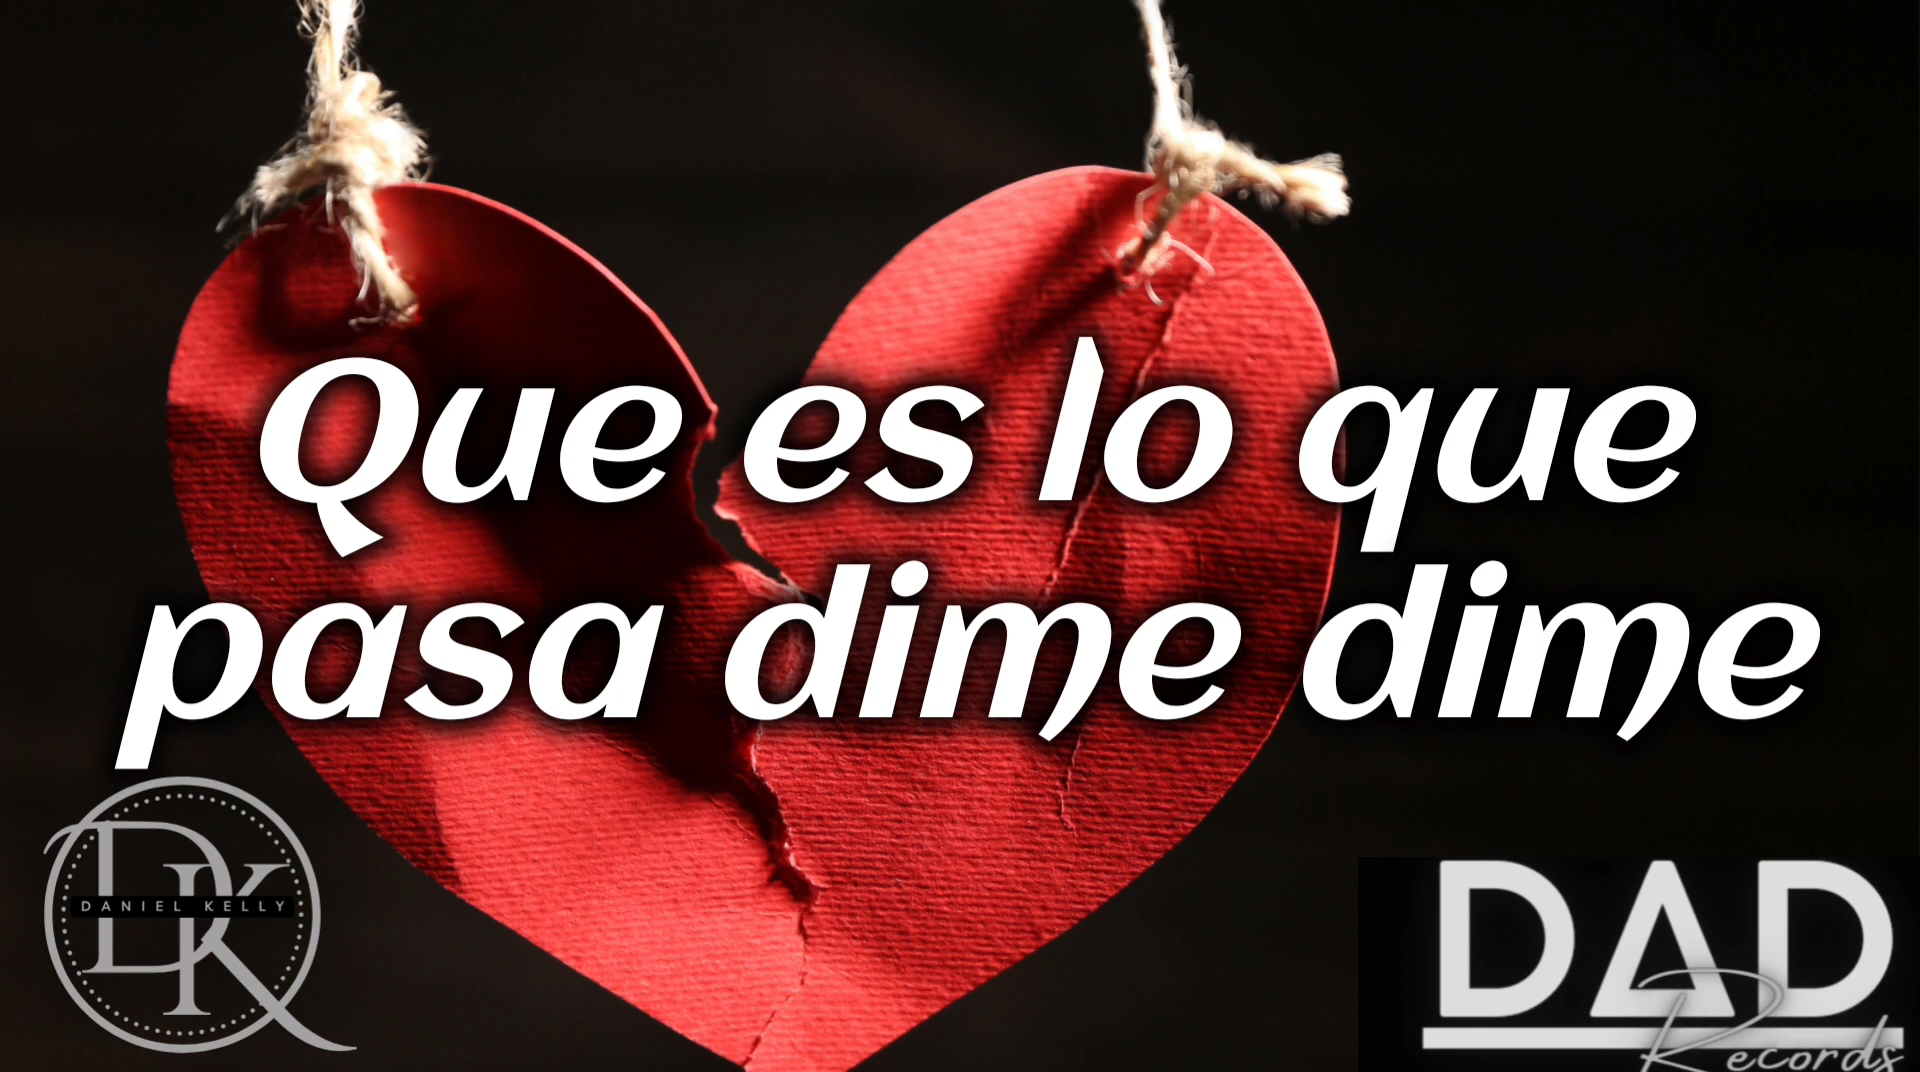 Que es lo que
pasa dime dime
DK
DANIEL KELLY
DAD
Records